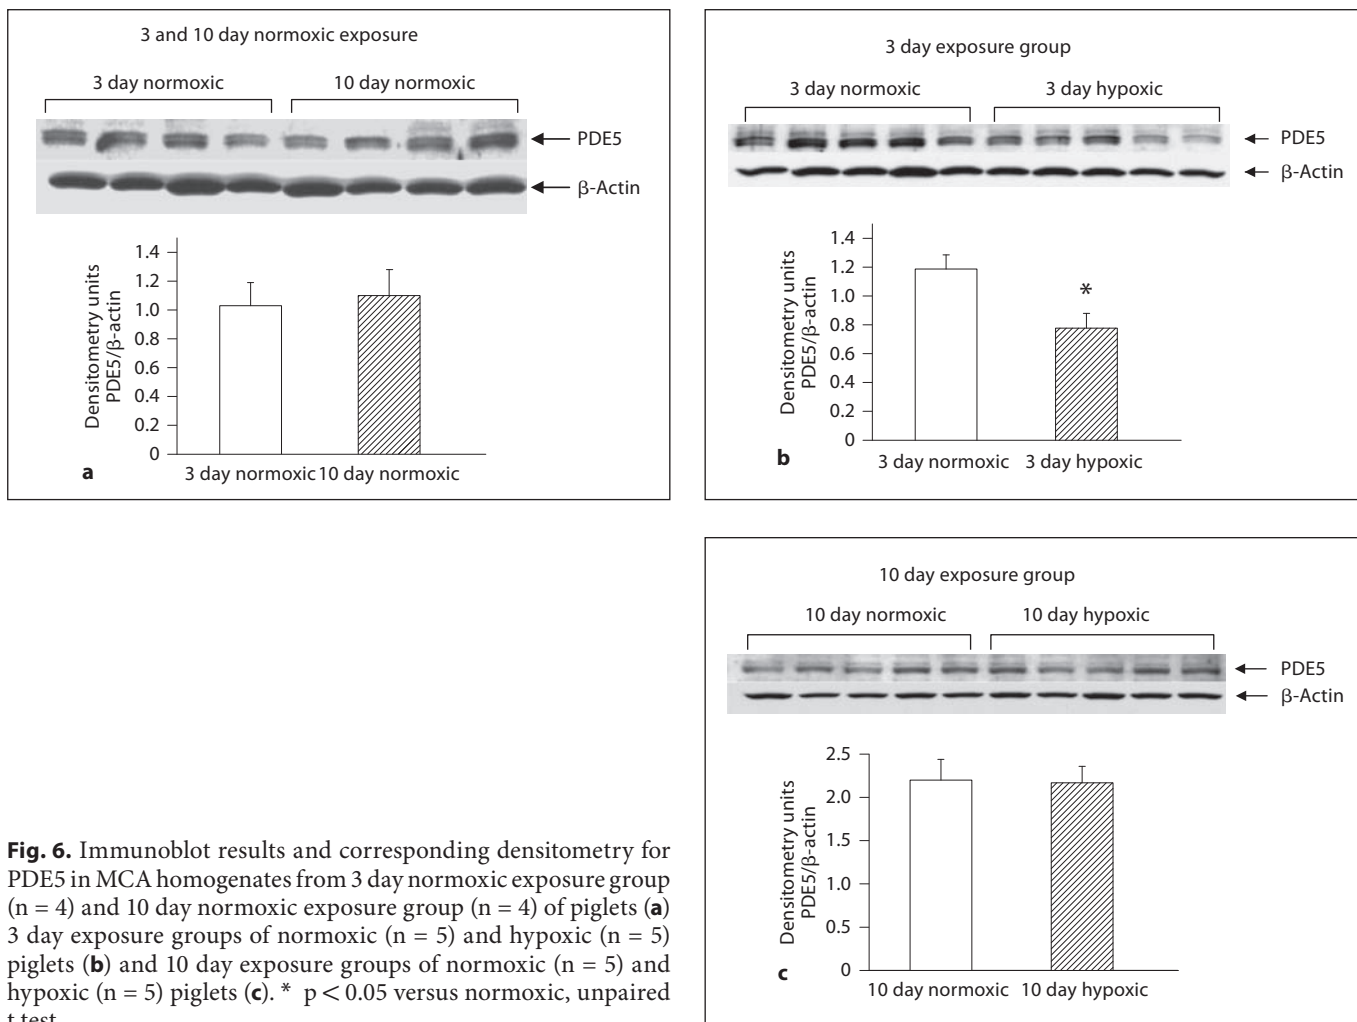 3 and 10 day normoxic exposure
3 day normoxic
10 day normoxic
PDE5
β-Actin
Densitometry units
PDE5/β-actin
1.4
1.2
1.0
0.8
0.6
0.4
0.2
0
a
3 day normoxic 10 day normoxic
3 day exposure group
3 day normoxic
3 day hypoxic
PDE5
β-Actin
Densitometry units
PDE5/β-actin
1.4
1.2
1.0
0.8
0.6
0.4
0.2
0
*
b
3 day normoxic 3 day hypoxic
10 day exposure group
10 day normoxic
10 day hypoxic
PDE5
β-Actin
Densitometry units
PDE5/β-actin
2.5
2.0
1.5
1.0
0.5
0
c
10 day normoxic 10 day hypoxic
Fig. 6. Immunoblot results and corresponding densitometry for
PDE5 in MCA homogenates from 3 day normoxic exposure group
(n = 4) and 10 day normoxic exposure group (n = 4) of piglets (a)
3 day exposure groups of normoxic (n = 5) and hypoxic (n = 5)
piglets (b) and 10 day exposure groups of normoxic (n = 5) and
hypoxic (n = 5) piglets (c). * p < 0.05 versus normoxic, unpaired
t test